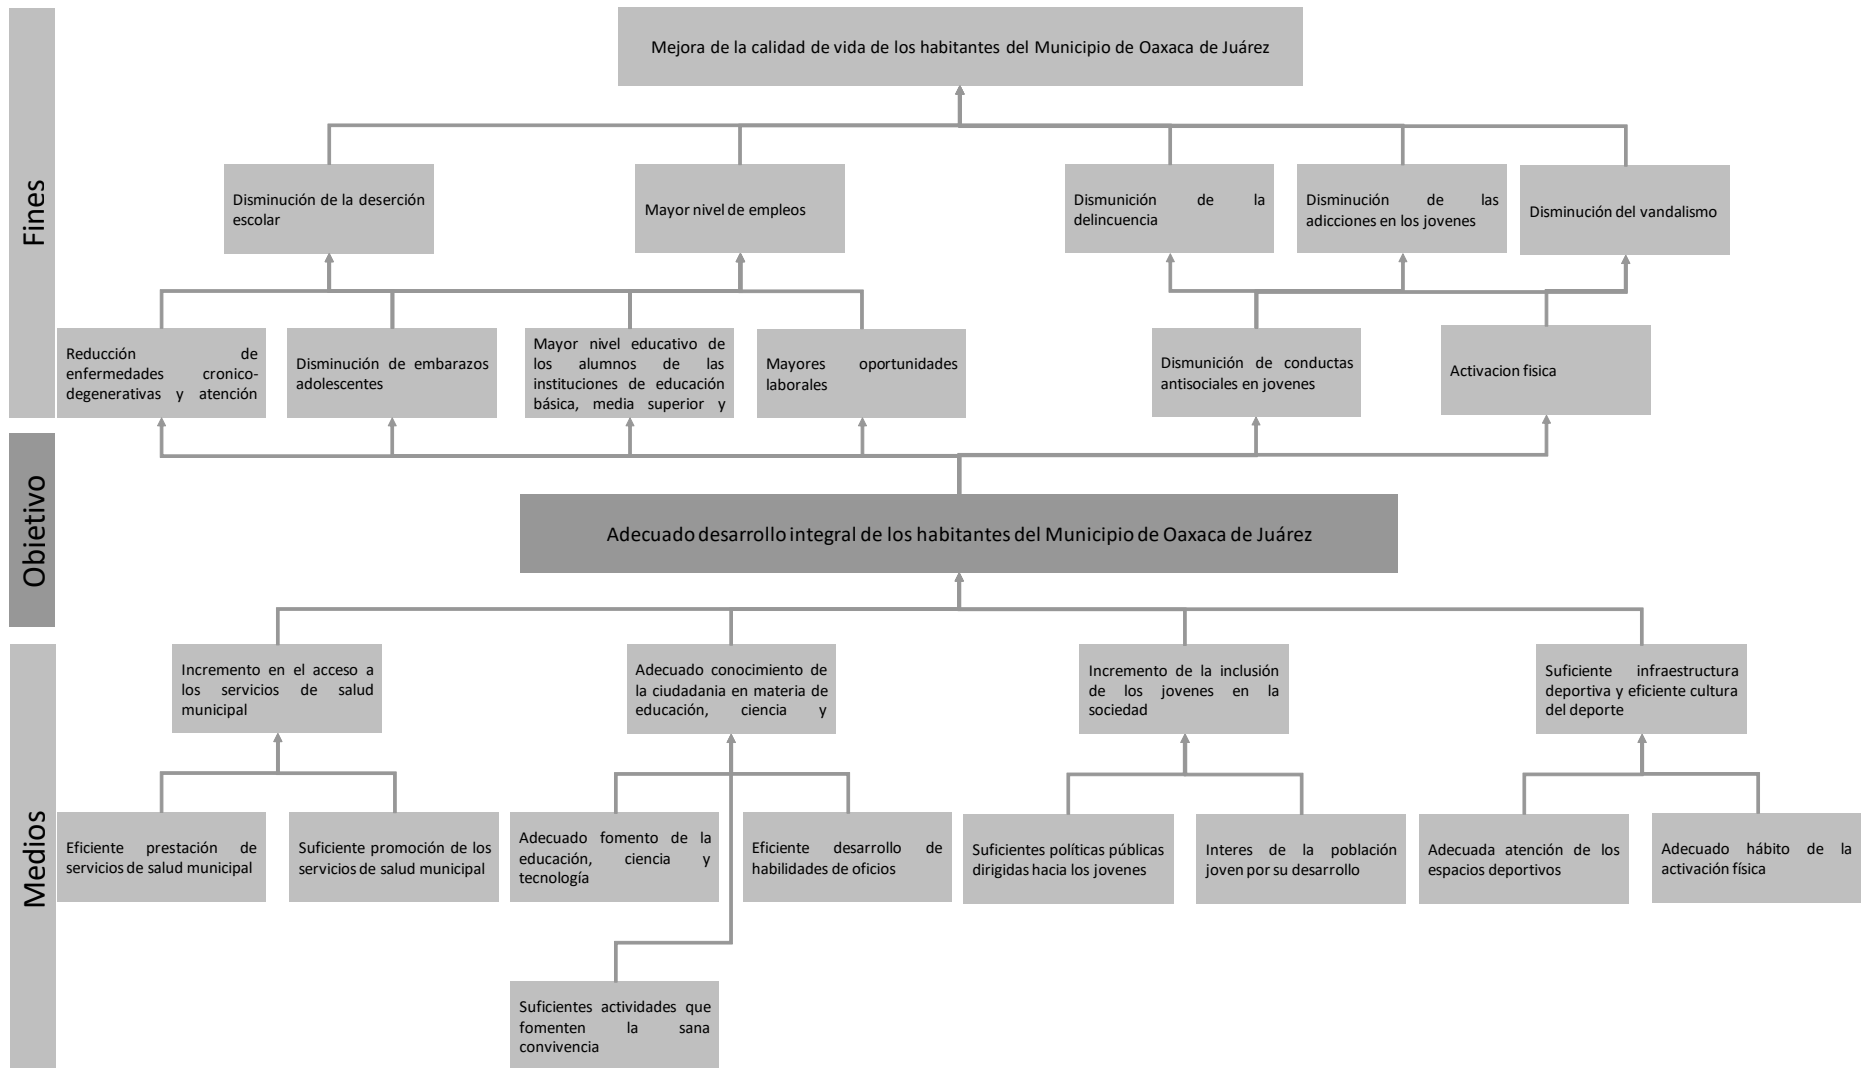 Fines
Mejora de la calidad de vida de los habitantes del Municipio de Oaxaca de Juárez
Disminución de la deserción
escolar
Mayor nivel de empleos
Dismunición de la
delincuencia
Disminución de las
adicciones en los jovenes
Disminución del vandalismo
Reducción de
enfermedades cronico-
degenerativas y atención
Disminución de embarazos
adolescentes
Mayor nivel educativo de
los alumnos de las
instituciones de educación
básica, media superior y
Mayores oportunidades
laborales
Dismunición de conductas
antisociales en jovenes
Activacion fisica
Objetivo
Adecuado desarrollo integral de los habitantes del Municipio de Oaxaca de Juárez
Medios
Incremento en el acceso a
los servicios de salud
municipal
Adecuado conocimiento de
la ciudadania en materia de
educación, ciencia y
Incremento de la inclusión
de los jovenes en la
sociedad
Suficiente infraestructura
deportiva y eficiente cultura
del deporte
Eficiente prestación de
servicios de salud municipal
Suficiente promoción de los
servicios de salud municipal
Adecuado fomento de la
educación, ciencia y
tecnología
Eficiente desarrollo de
habilidades de oficios
Suficientes políticas públicas
dirigidas hacia los jovenes
Interes de la población
joven por su desarrollo
Adecuada atención de los
espacios deportivos
Adecuado hábito de la
activación física
Suficientes actividades que
fomenten la sana
convivencia